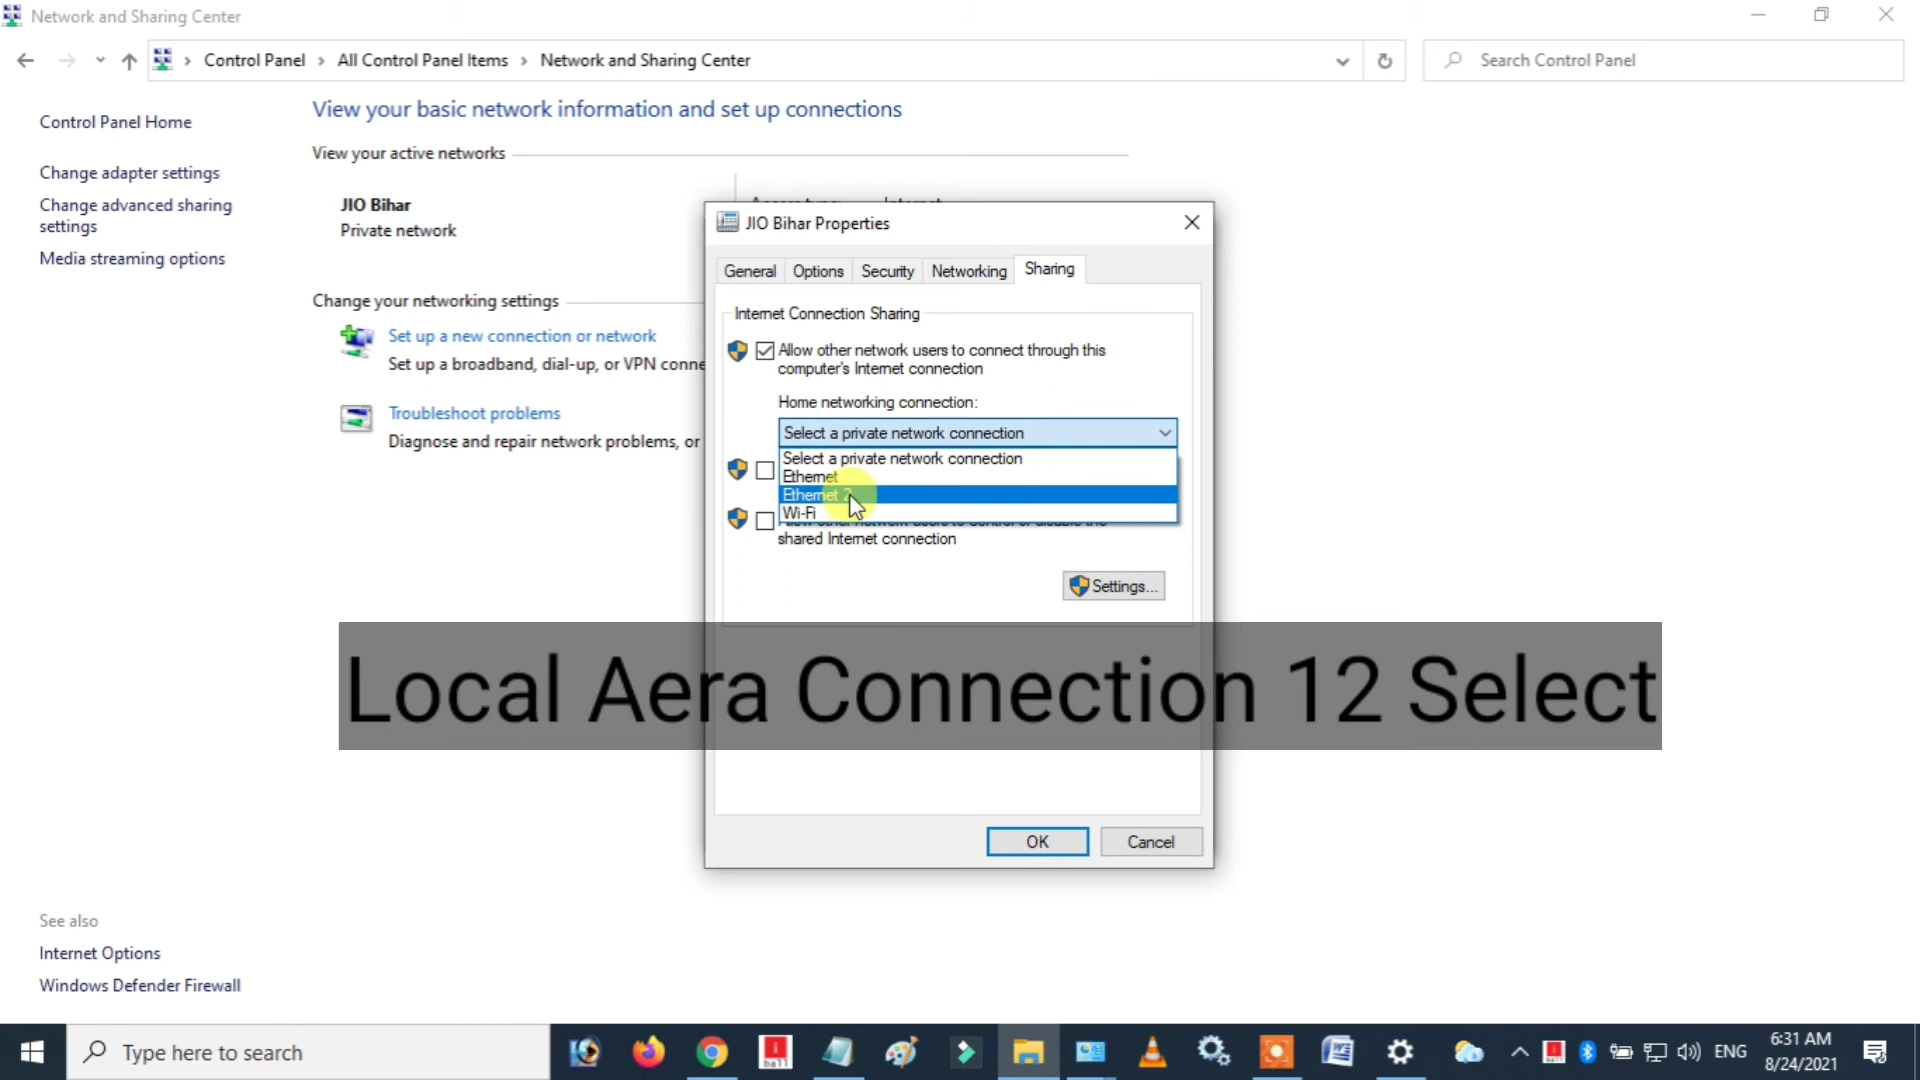 Network and Sharing Center
Control Panel > All Control Panel Items > Network and Sharing Center
Search Control Panel
Control Panel Home
Change adapter settings
Change advanced sharing
settings
Media streaming options
View your basic network information and set up connections
View your active networks
JIO Bihar
Private network
Change your networking settings
Set up a new connection or network
Set up a broadband, dial-up, or VPN conne
Troubleshoot problems
Diagnose and repair network problems, or
JIO Bihar Properties
General Options Security Networking Sharing
Internet Connection Sharing
Allow other network users to connect through this
computer's Internet connection
Home networking connection:
Select a private network connection
Select a private network connection
Ethernet
Ethernet 2
Wi-Fi
shared Internet connection
Settings...
Local Aera Connection 12 Select
OK Cancel
See also
Internet Options
Windows Defender Firewall
Type here to search
ball
ENG
6:31 AM
8/24/2021